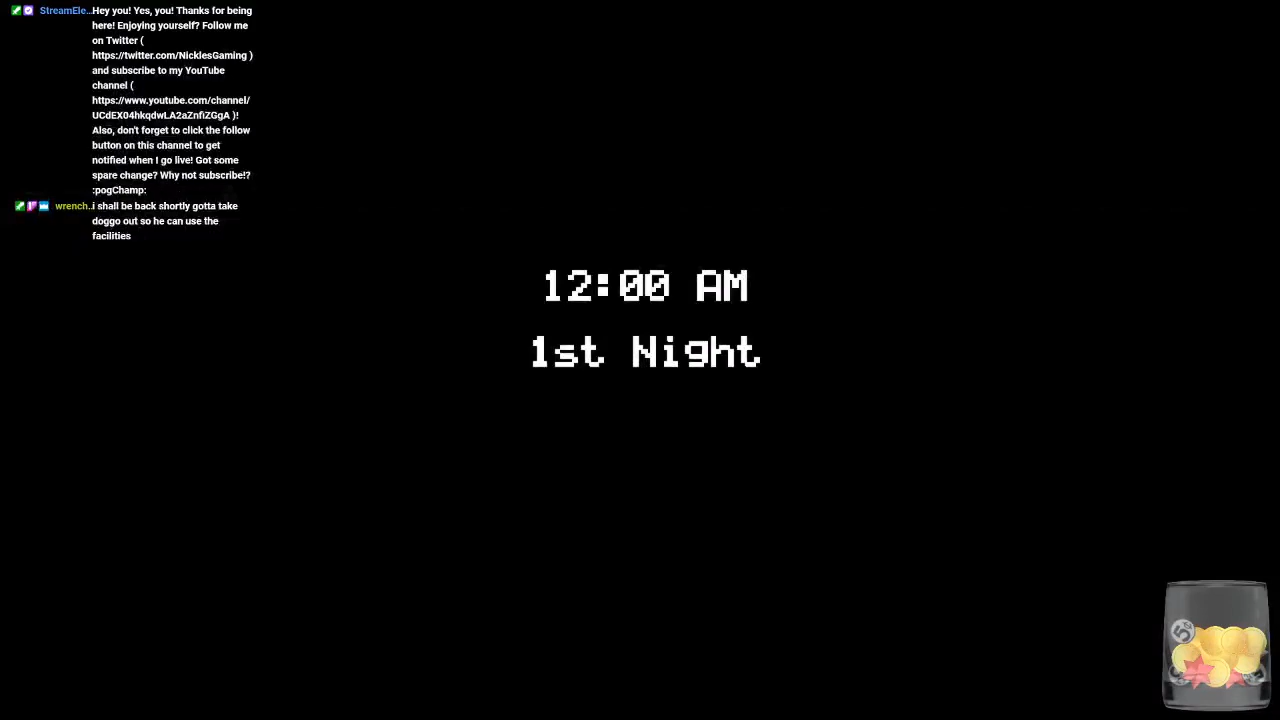 StreamEle...Hey you! Yes, you! Thanks for being
here! Enjoying yourself? Follow me
on Twitter (
https://twitter.com/NicklesGaming )
and subscribe to my YouTube
channel (
https://www.youtube.com/channel/
UCdEX04hkqdwLA2aZnfiZGgA )!
Also, don't forget to click the follow
button on this channel to get
notified when I go live! Got some
spare change? Why not subscribe!?
:pogChamp:
wrench..i shall be back shortly gotta take
doggo out so he can use the
facilities
12:00 AM
1st Night
5¢